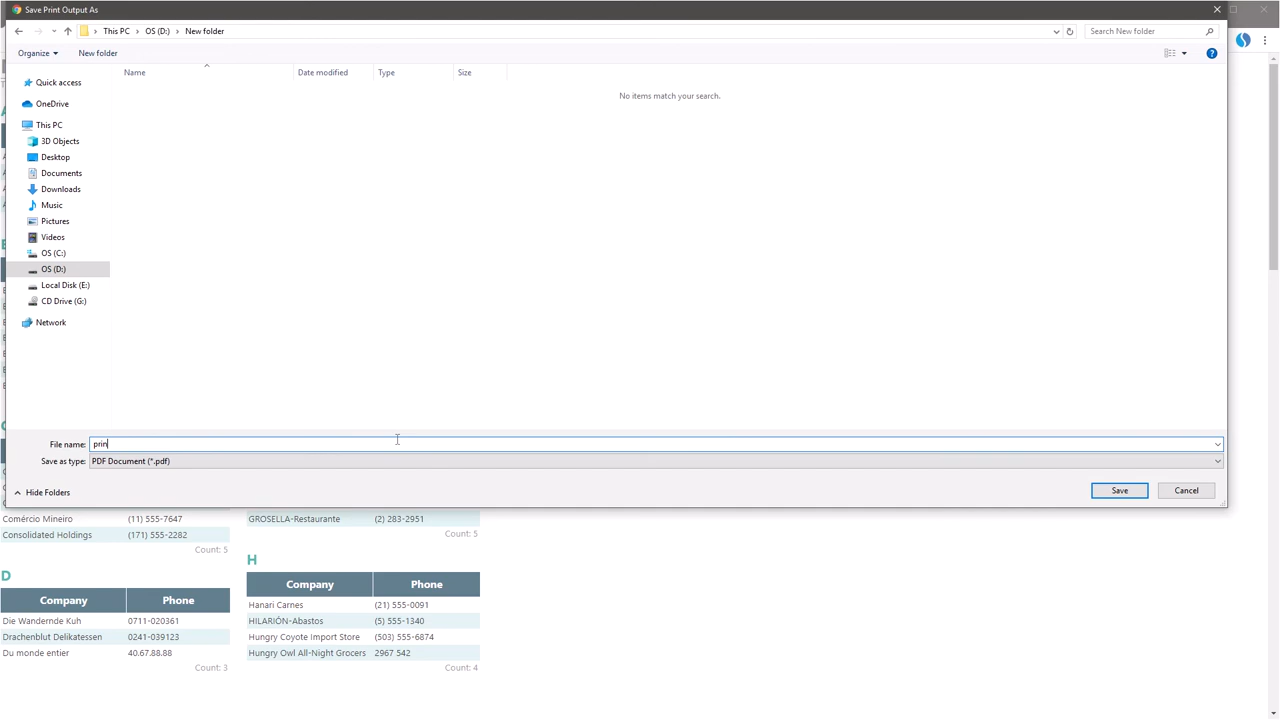 Save Print Output As
This PC > OS (D:) > New folder
Search New folder
Organize
New folder
Name
Date modified
Type
Size
Quick access
OneDrive
This PC
3D Objects
Desktop
Documents
Downloads
Music
Pictures
Videos
OS (C:)
OS (D:)
Local Disk (E:)
CD Drive (G:)
Network
No items match your search.
File name: prin
Save as type: PDF Document (*.pdf)
Hide Folders
Save
Cancel
Comércio Mineiro (11) 555-7647
Consolidated Holdings (171) 555-2282
Count: 5
D
Company Phone
Die Wandernde Kuh 0711-020361
Drachenblut Delikatessen 0241-039123
Du monde entier 40.67.88.88
Count: 3
GROSELLA-Restaurante (2) 283-2951
Count: 5
H
Company Phone
Hanari Carnes (21) 555-0091
HILARIÓN-Abastos (5) 555-1340
Hungry Coyote Import Store (503) 555-6874
Hungry Owl All-Night Grocers 2967 542
Count: 4